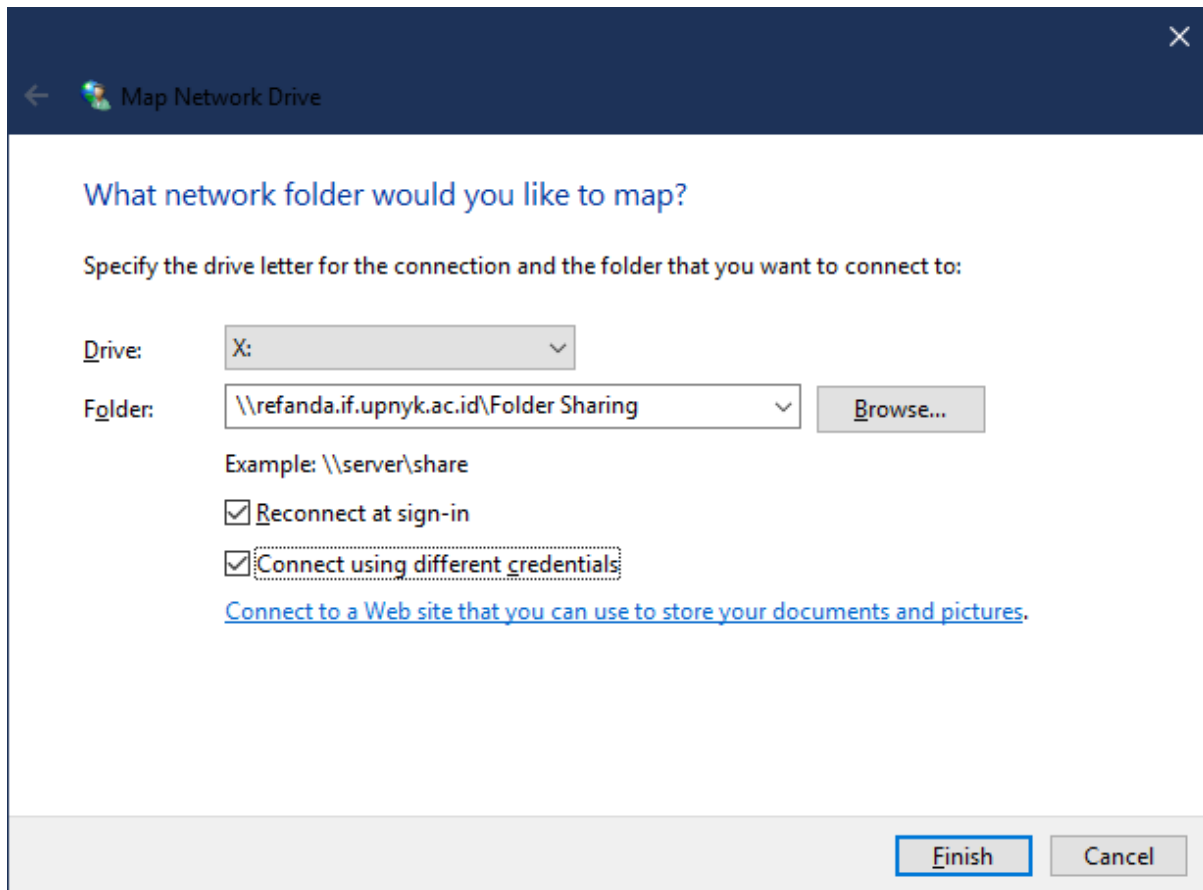 Map Network Drive
What network folder would you like to map?
Specify the drive letter for the connection and the folder that you want to connect to:
Drive: X:
Folder: \\refanda.if.upnyk.ac.id\Folder Sharing Browse...
Example: \\server\share
Reconnect at sign-in
Connect using different credentials
Connect to a Web site that you can use to store your documents and pictures.
Finish Cancel